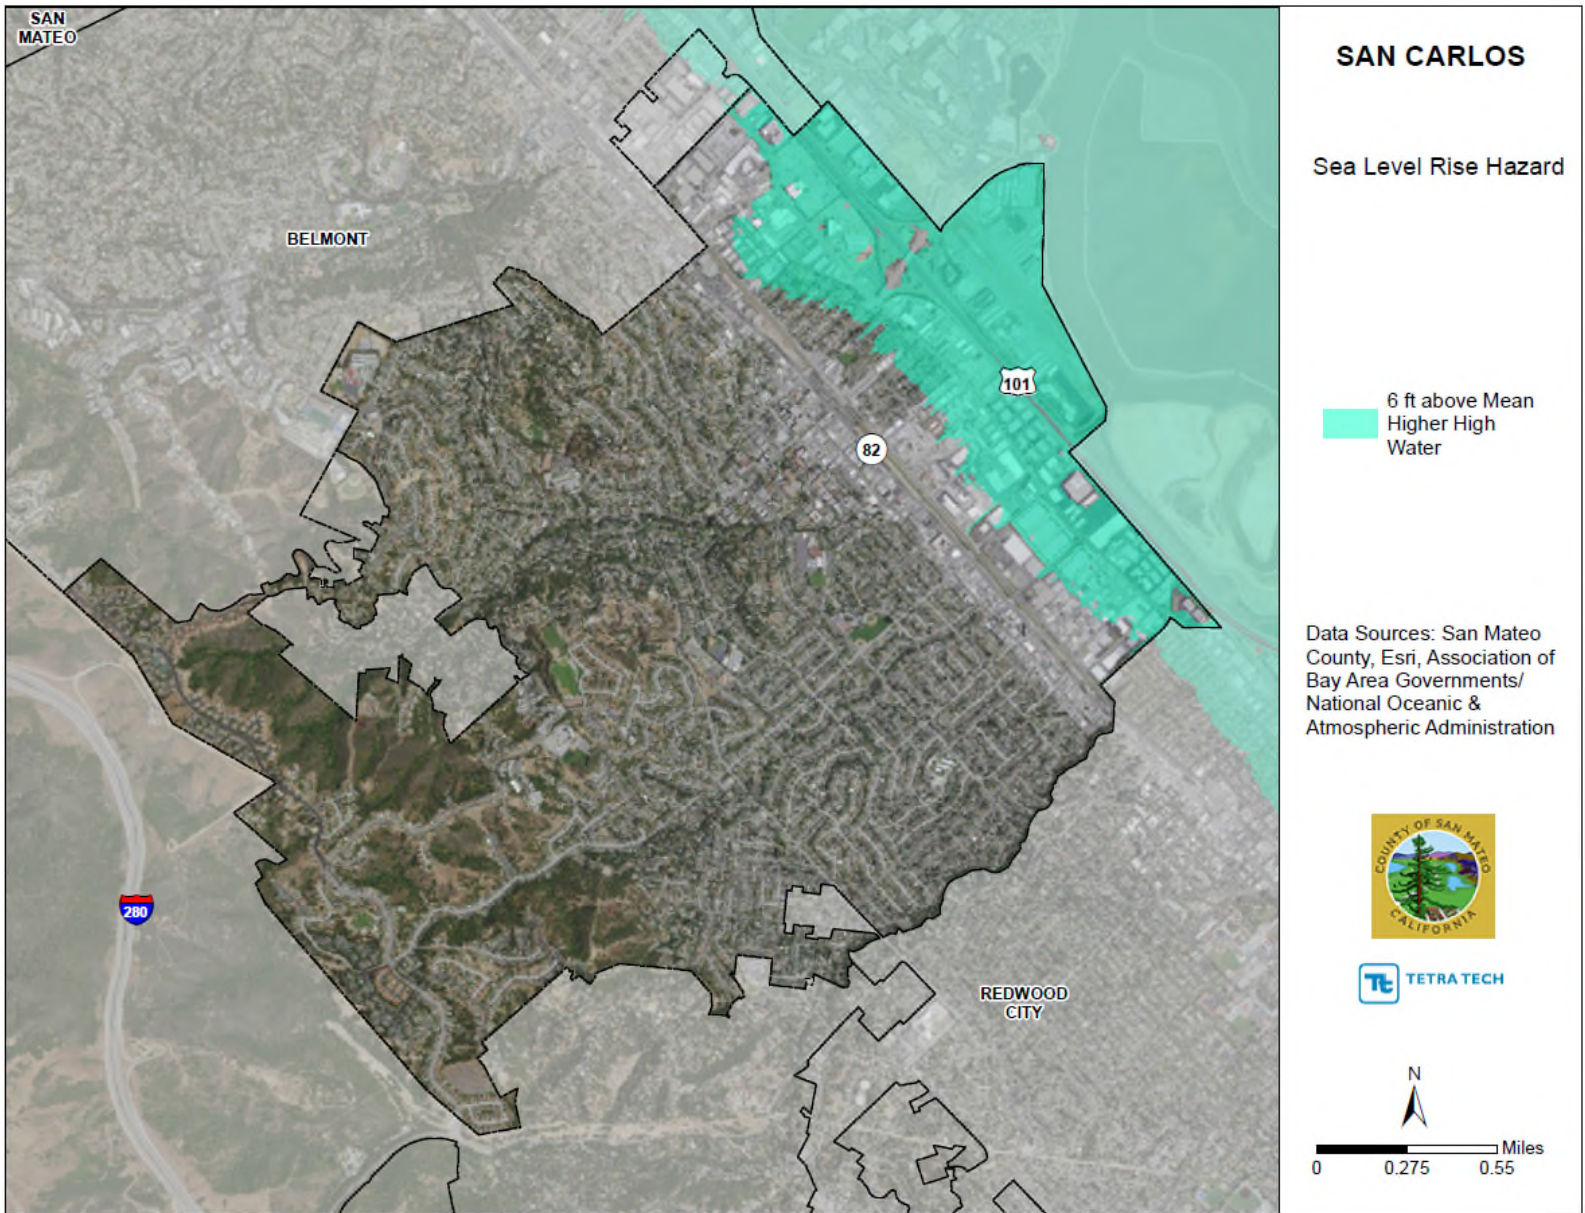 SAN
MATEO
BELMONT
101
82
280
REDWOOD
CITY
SAN CARLOS
Sea Level Rise Hazard
6 ft above Mean
Higher High
Water
Data Sources: San Mateo
County, Esri, Association of
Bay Area Governments/
National Oceanic &
Atmospheric Administration
COUNTY OF SAN MATEO
CALIFORNIA
Tt TETRA TECH
N
Miles
0 0.275 0.55